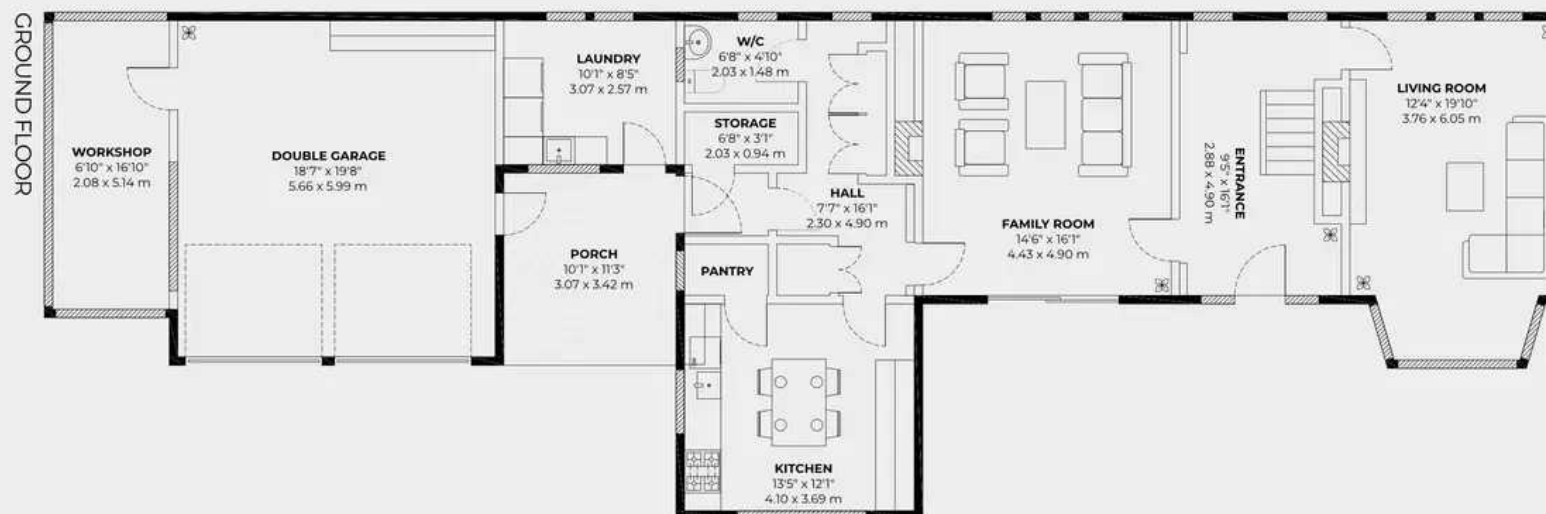 GROUND FLOOR
WORKSHOP
6'10" x 16'10"
2.08 x 5.14 m
DOUBLE GARAGE
18'7" x 19'8"
5.66 x 5.99 m
LAUNDRY
10'1" x 8'5"
3.07 x 2.57 m
PORCH
10'1" x 11'3"
3.07 x 3.42 m
W/C
6'8" x 4'10"
2.03 x 1.48 m
STORAGE
6'8" x 3'1"
2.03 x 0.94 m
HALL
7'7" x 16'1"
2.30 x 4.90 m
PANTRY
KITCHEN
13'5" x 12'1"
4.10 x 3.69 m
FAMILY ROOM
14'6" x 16'1"
4.43 x 4.90 m
ENTRANCE
9'5" x 16'1"
2.88 x 4.90 m
LIVING ROOM
12'4" x 19'10"
3.76 x 6.05 m